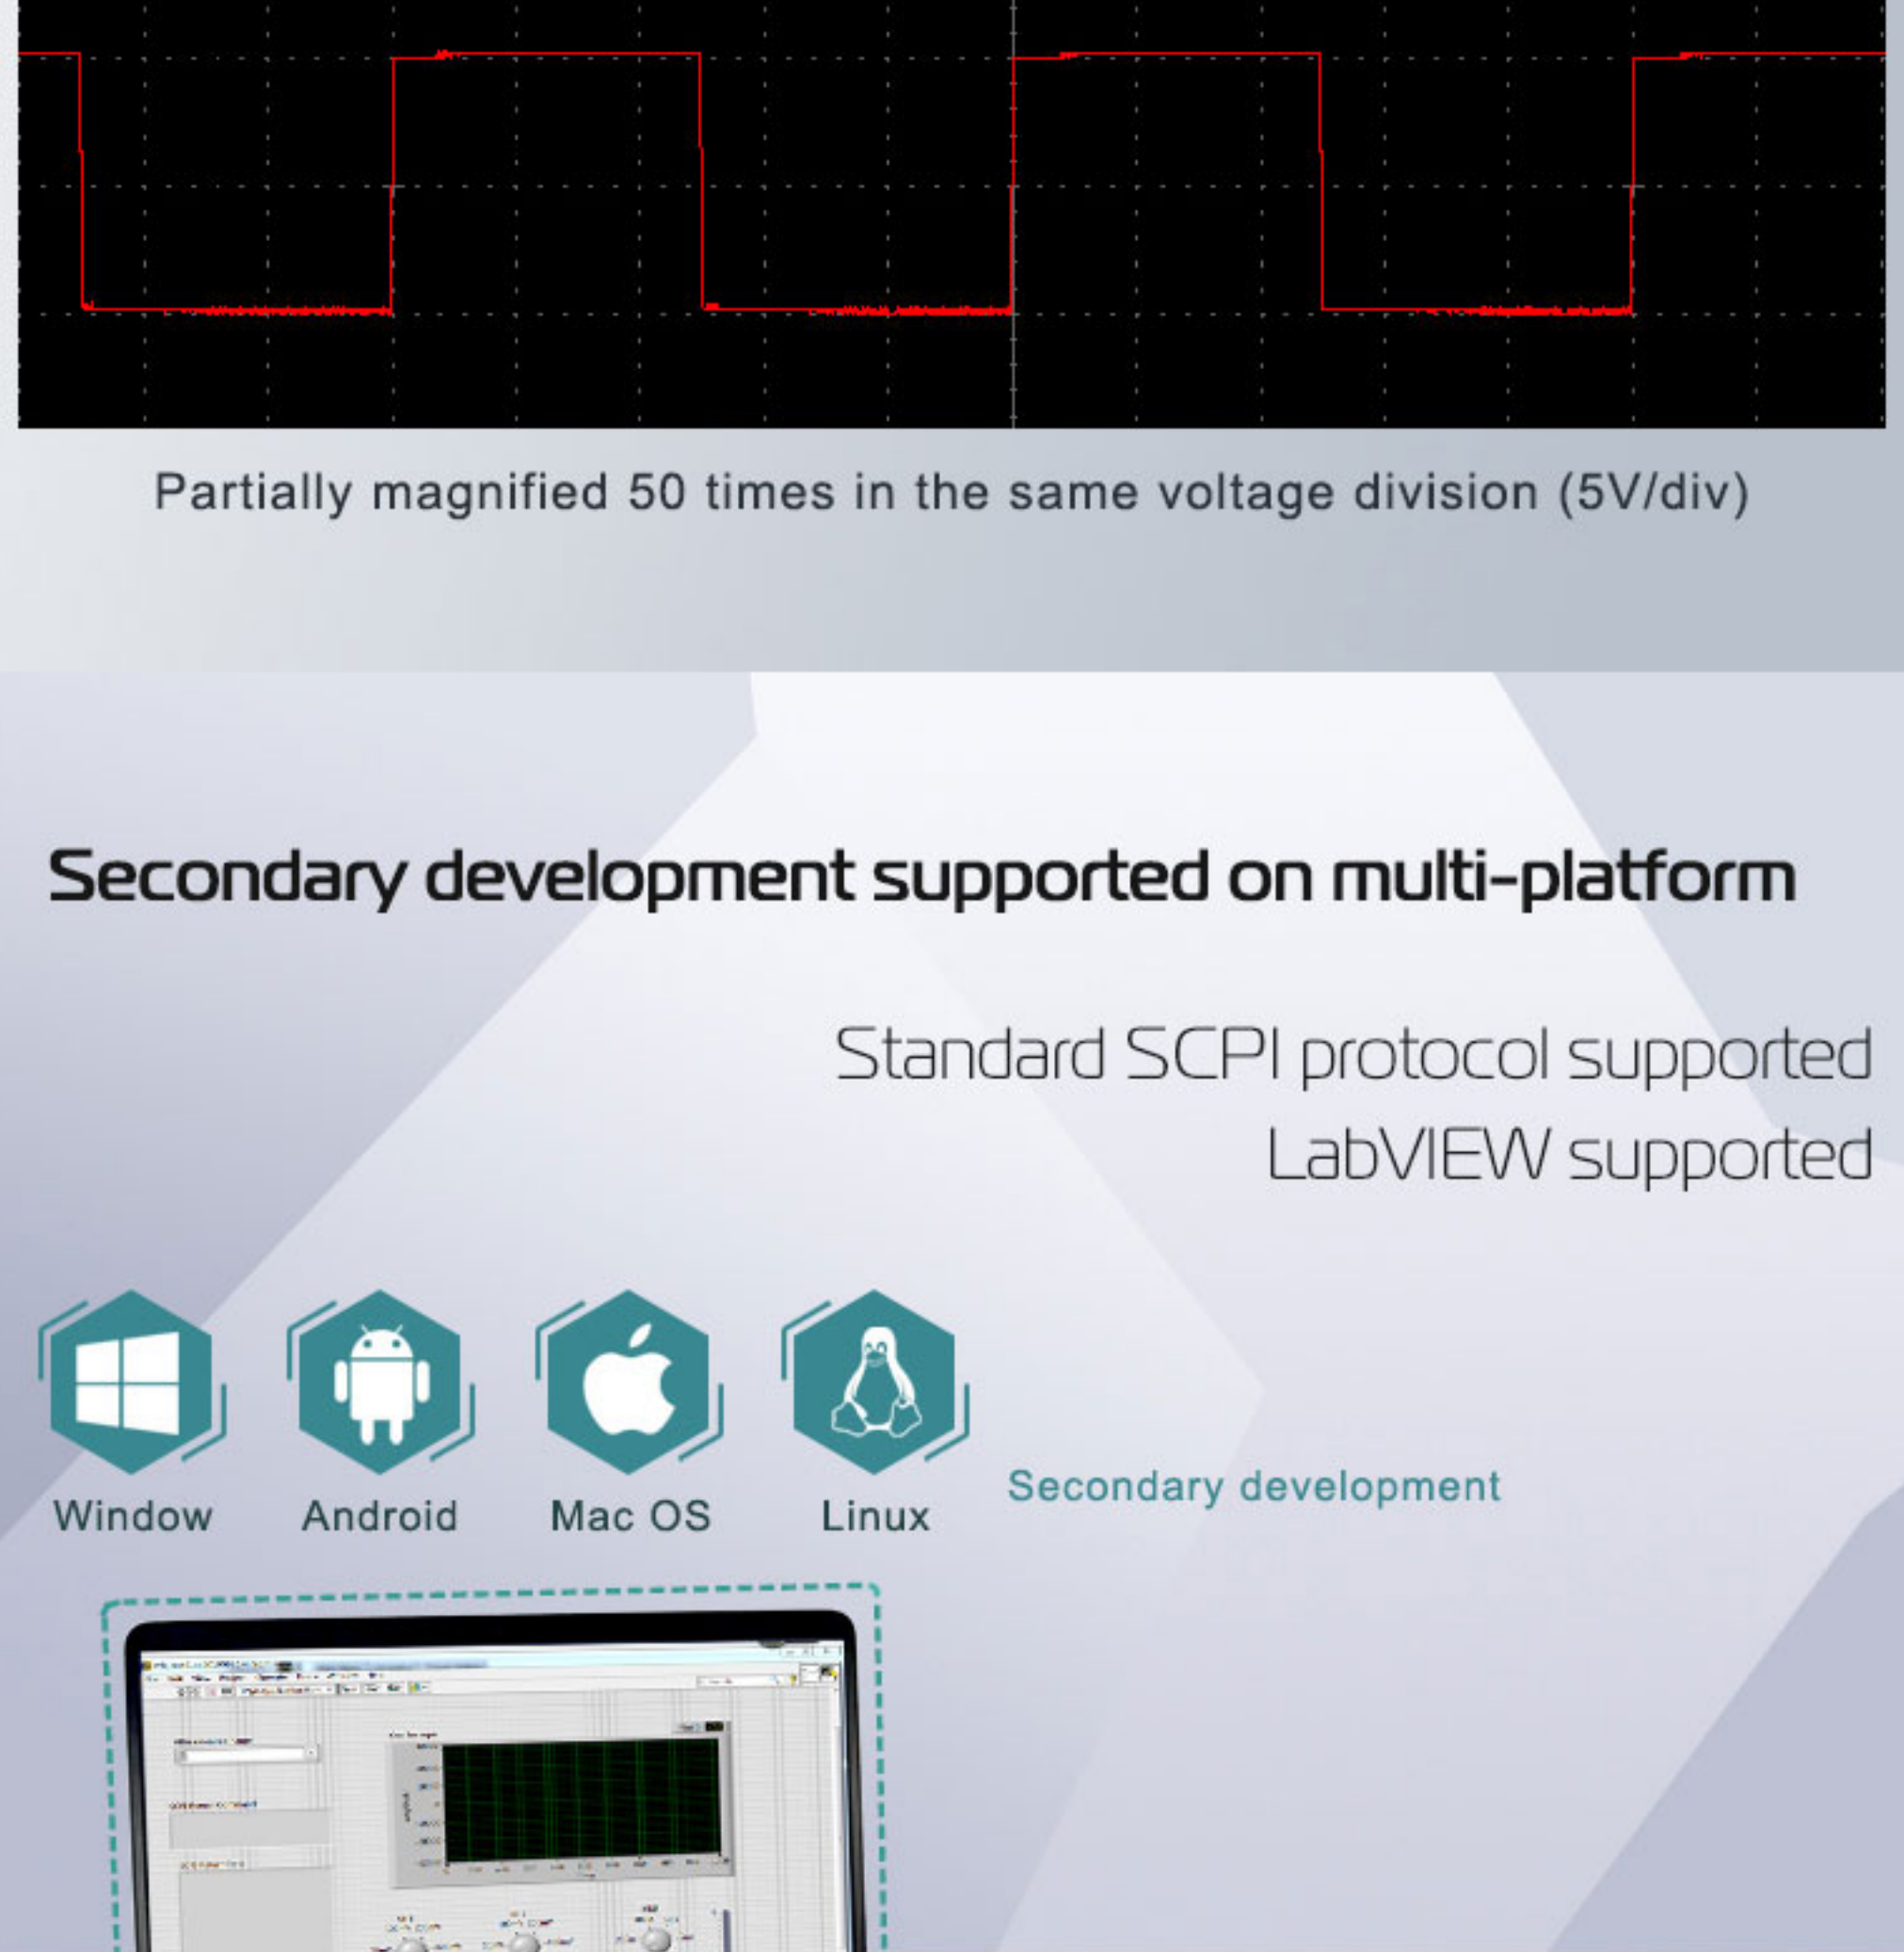 Partially magnified 50 times in the same voltage division (5V/div)
Secondary development supported on multi-platform
Standard SCPI protocol supported
LabVIEW supported
Window
Android
Mac OS
Linux
Secondary development